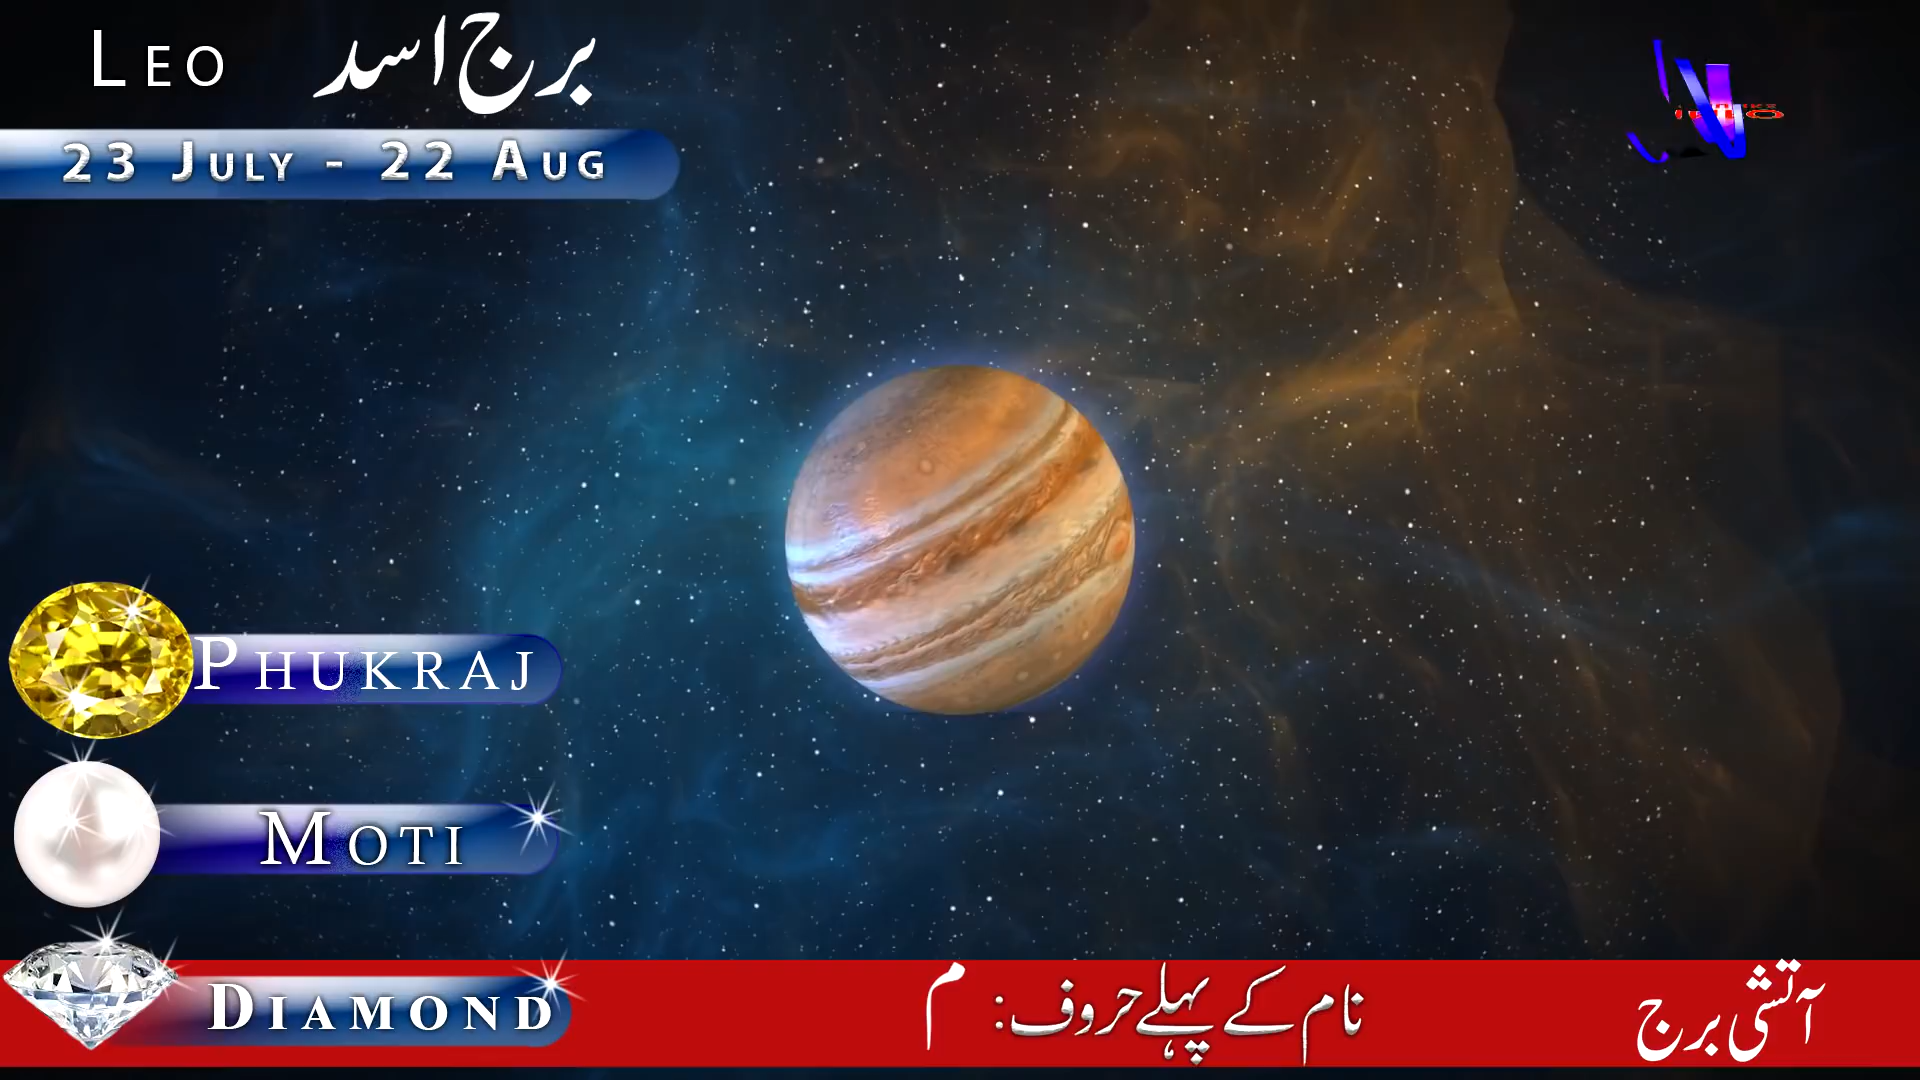 Leo برج اسد
23 July - 22 Aug
Phukraj
Moti
Diamond
نام کے پہلے حروف: م
آتشی برج